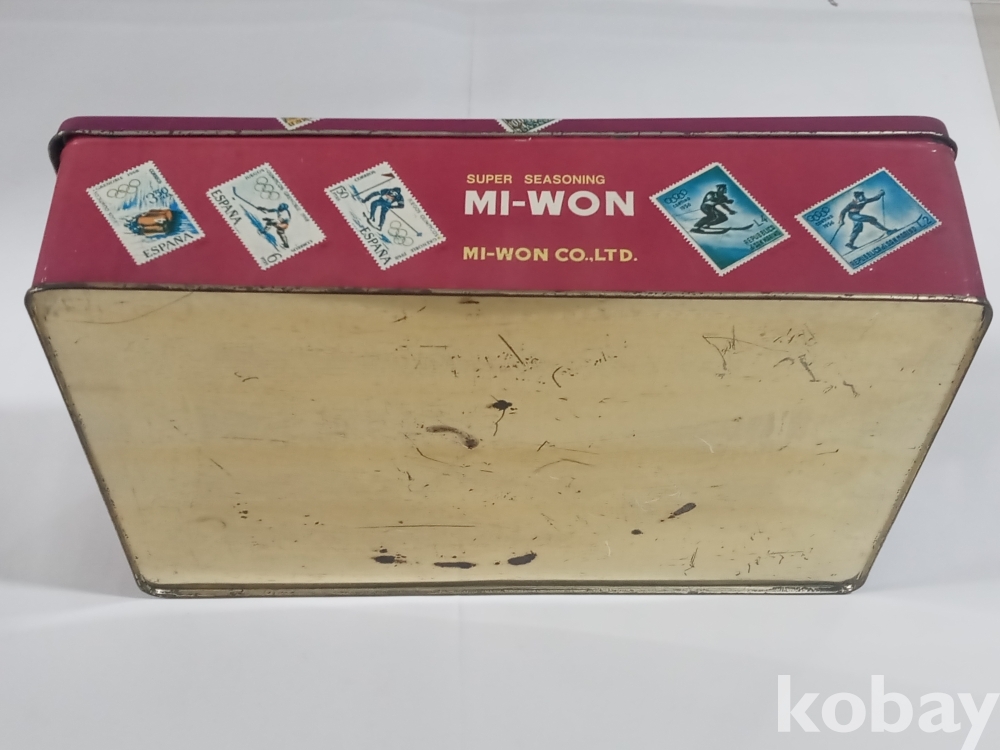 SUPER SEASONING
MI-WON
MI-WON CO.,LTD.
ESPAÑA
ESPAÑA
ESPAÑA
kobay